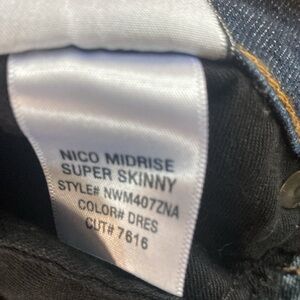 NICO MIDRISE
SUPER SKINNY
STYLE# NWM407ZNA
COLOR# DRES
CUT# 7616